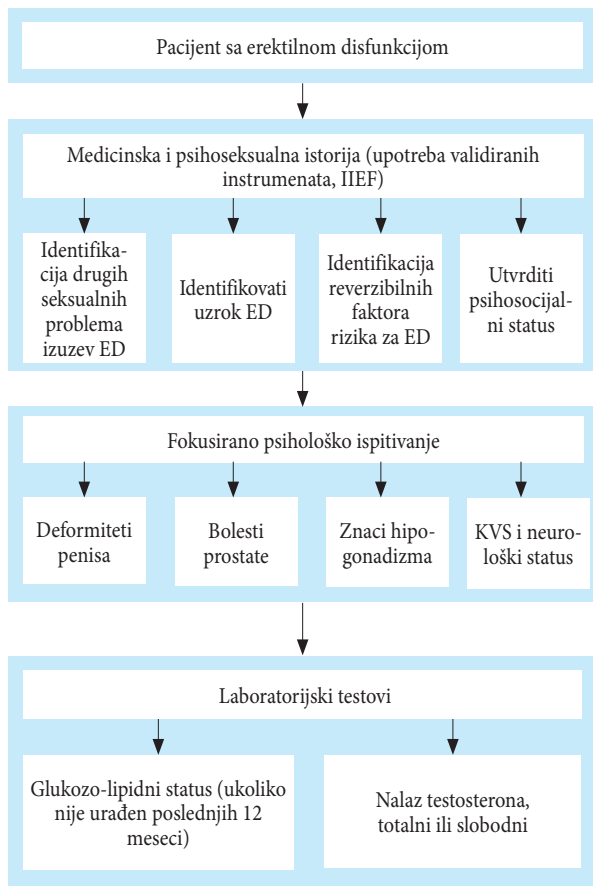 Pacijent sa erektilnom disfunkcijom
Medicinska i psihoseksualna istorija (upotreba validiranih
instrumenata, IIEF)
Identifika-
cija drugih
seksualnih
problema
izuzev ED
Identifikovati
uzrok ED
Identifikacija
reverzibilnih
faktora
rizika za ED
Utvrditi
psihosocijal-
ni status
Fokusirano psihološko ispitivanje
Deformiteti
penisa
Bolesti
prostate
Znaci hipo-
gonadizma
KVS i neuro-
loški status
Laboratorijski testovi
Glukozo-lipidni status (ukoliko
nije urađen poslednjih 12
meseci)
Nalaz testosterona,
totalni ili slobodni